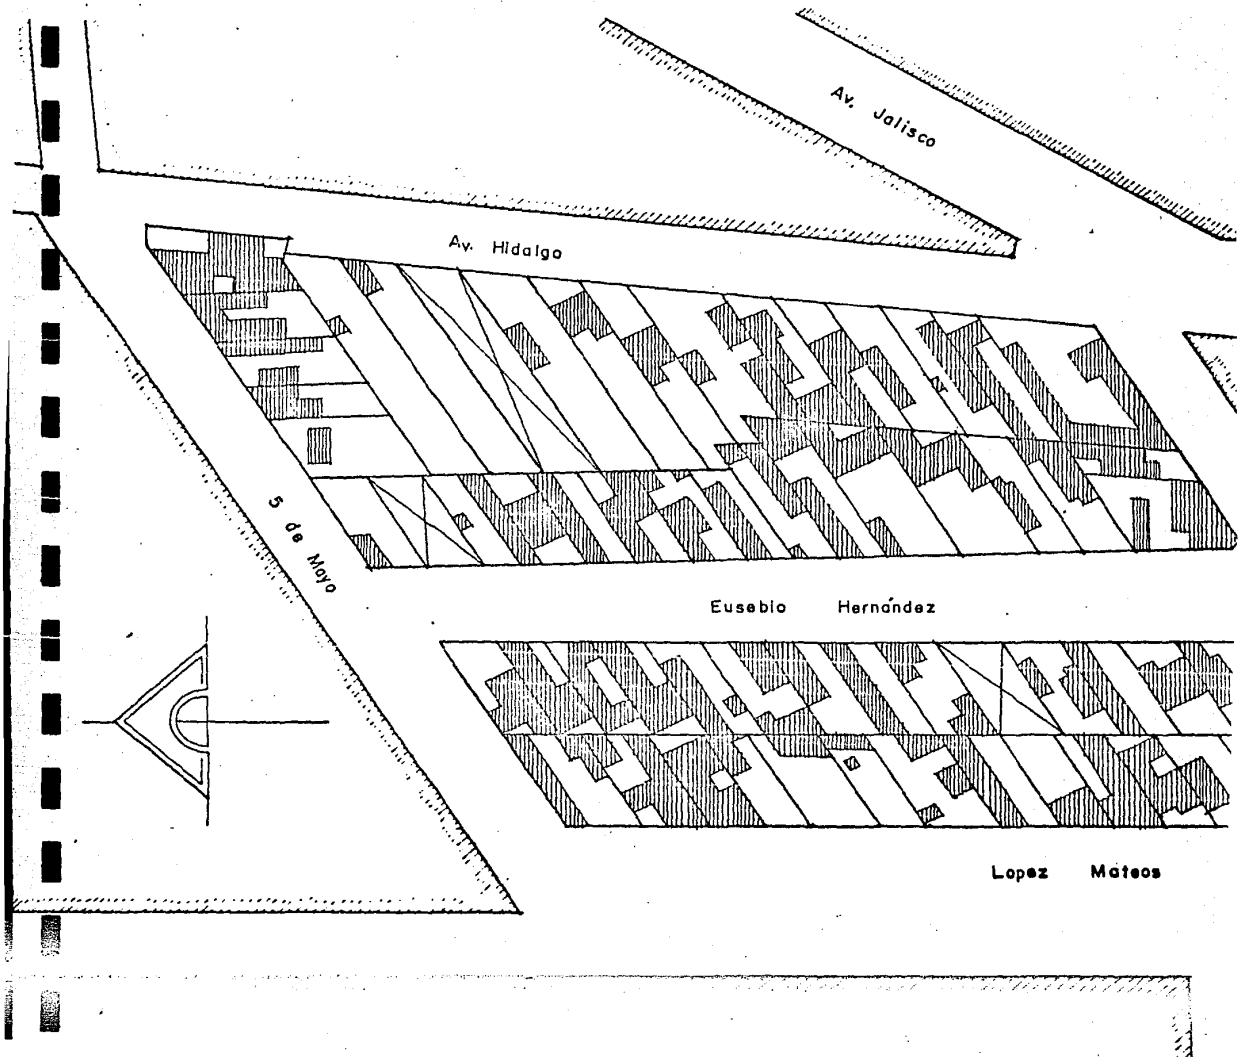 Av. Jalisco
Av. Hidalgo
5 de Mayo
Eusebio Hernández
Lopez Mateos